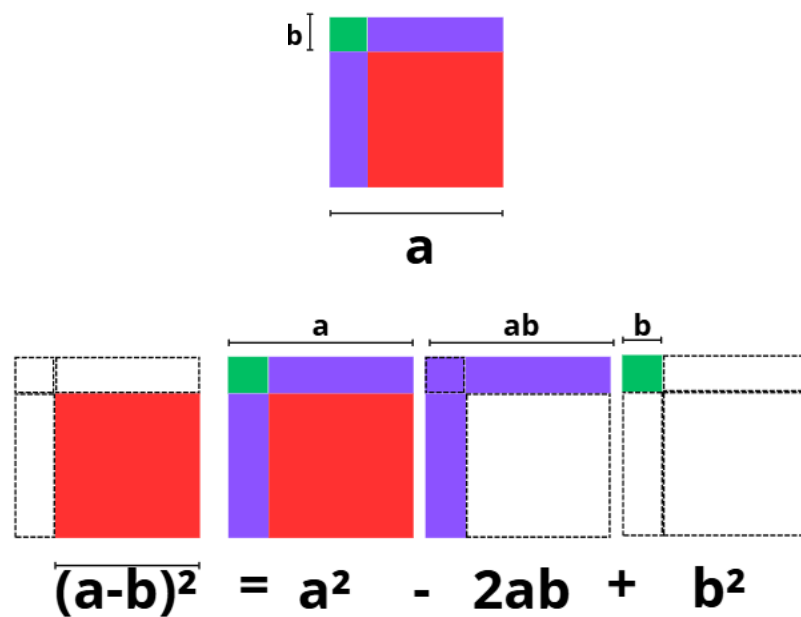 b
a
a ab b
(a-b)² = a² - 2ab + b²